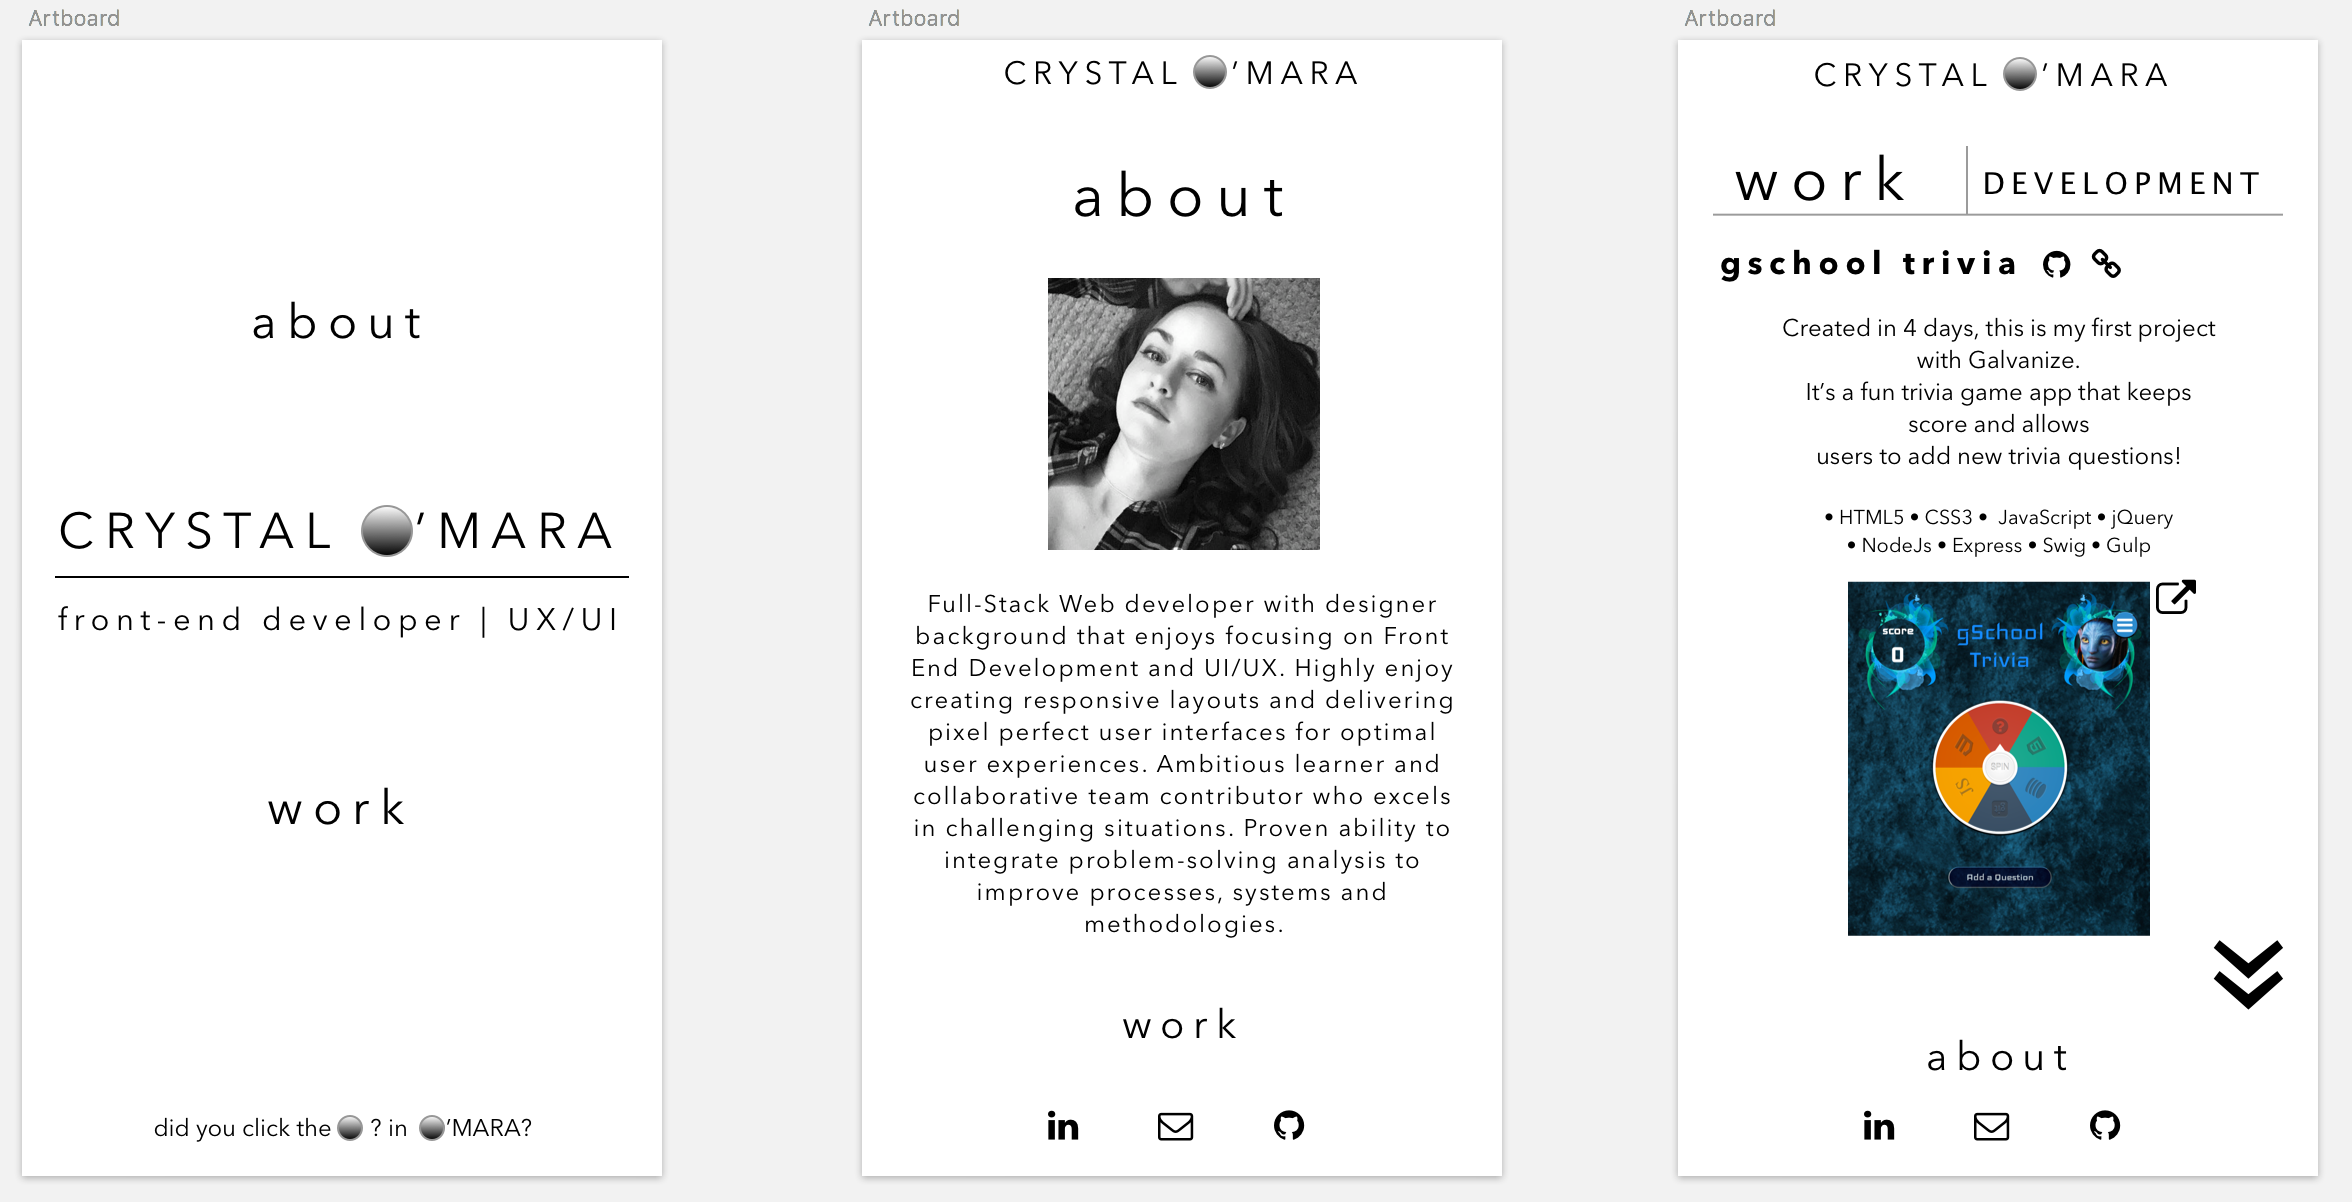 Artboard
about
CRYSTAL 'MARA
front-end developer | UX/UI
work
did you click the ? in 'MARA?
Artboard
CRYSTAL 'MARA
about
Full-Stack Web developer with designer
background that enjoys focusing on Front
End Development and UI/UX. Highly enjoy
creating responsive layouts and delivering
pixel perfect user interfaces for optimal
user experiences. Ambitious learner and
collaborative team contributor who excels
in challenging situations. Proven ability to
integrate problem-solving analysis to
improve processes, systems and
methodologies.
work
in
Artboard
CRYSTAL 'MARA
work DEVELOPMENT
gschool trivia
Created in 4 days, this is my first project
with Galvanize.
It's a fun trivia game app that keeps
score and allows
users to add new trivia questions!
• HTML5 • CSS3 • JavaScript • jQuery
• NodeJs • Express • Swig • Gulp
score
0
gSchool
Trivia
JS
SPIN
Add a Question
about
in